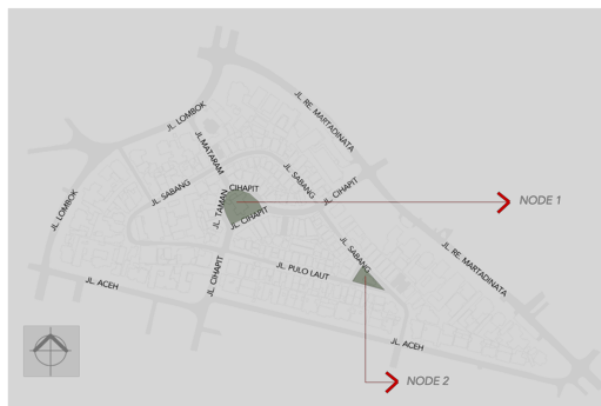 JL. LOMBOK
JL. RE. MARTADINATA
JL.MATARAM
JL. SABANG
JL. CIHAPIT
JL. SABANG
CIHAPIT
JL. TAMAN
JL. CIHAPIT
NODE 1
JL. LOMBOK
JL. SABANG
JL. RE. MARTADINATA
JL. PULO LAUT
JL. CIHAPIT
JL. ACEH
JL. ACEH
NODE 2